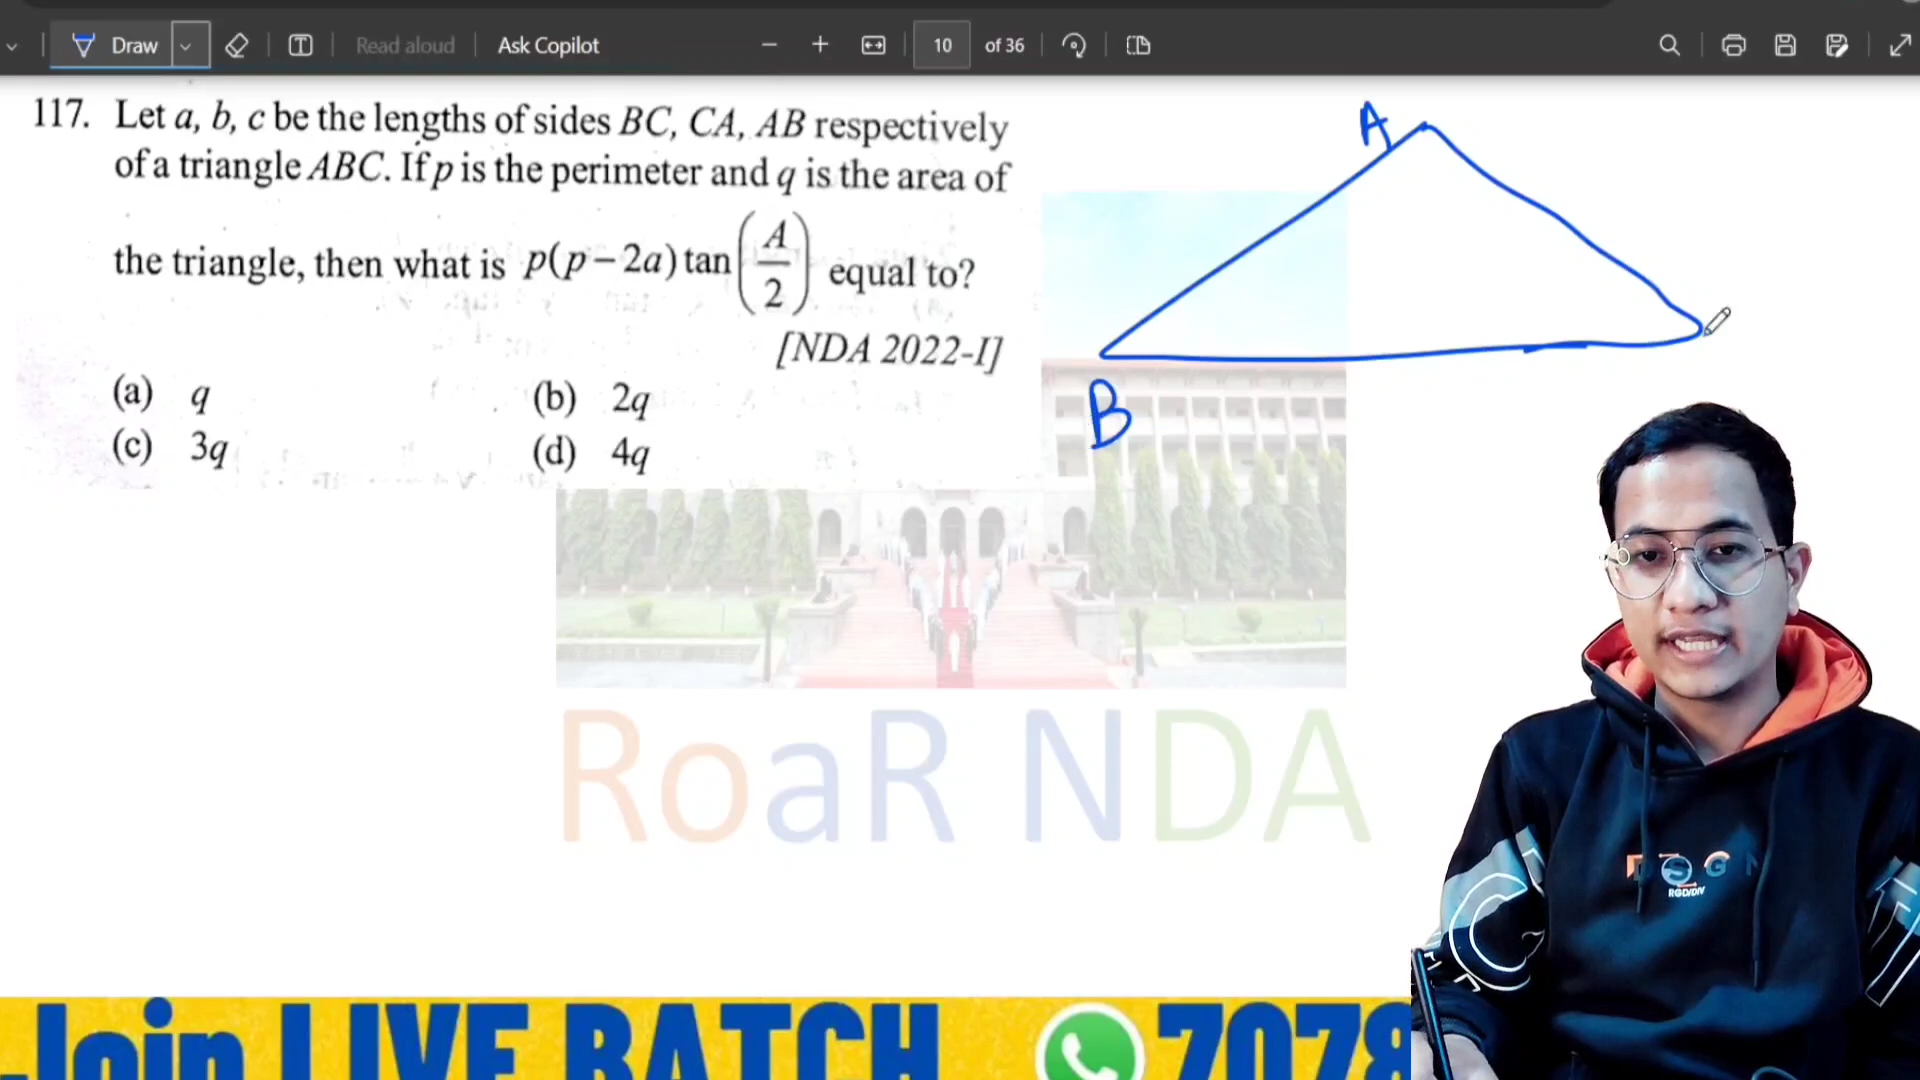 Draw
Read aloud
Ask Copilot
10
of 36
117. Let a, b, c be the lengths of sides BC, CA, AB respectively
of a triangle ABC. If p is the perimeter and q is the area of
the triangle, then what is p(p−2a) tan(A/2) equal to?
[NDA 2022-I]
(a) q (b) 2q
(c) 3q (d) 4q
A
B
RoaR NDA
RGD/DIV
Join LIVE BATCH 7078